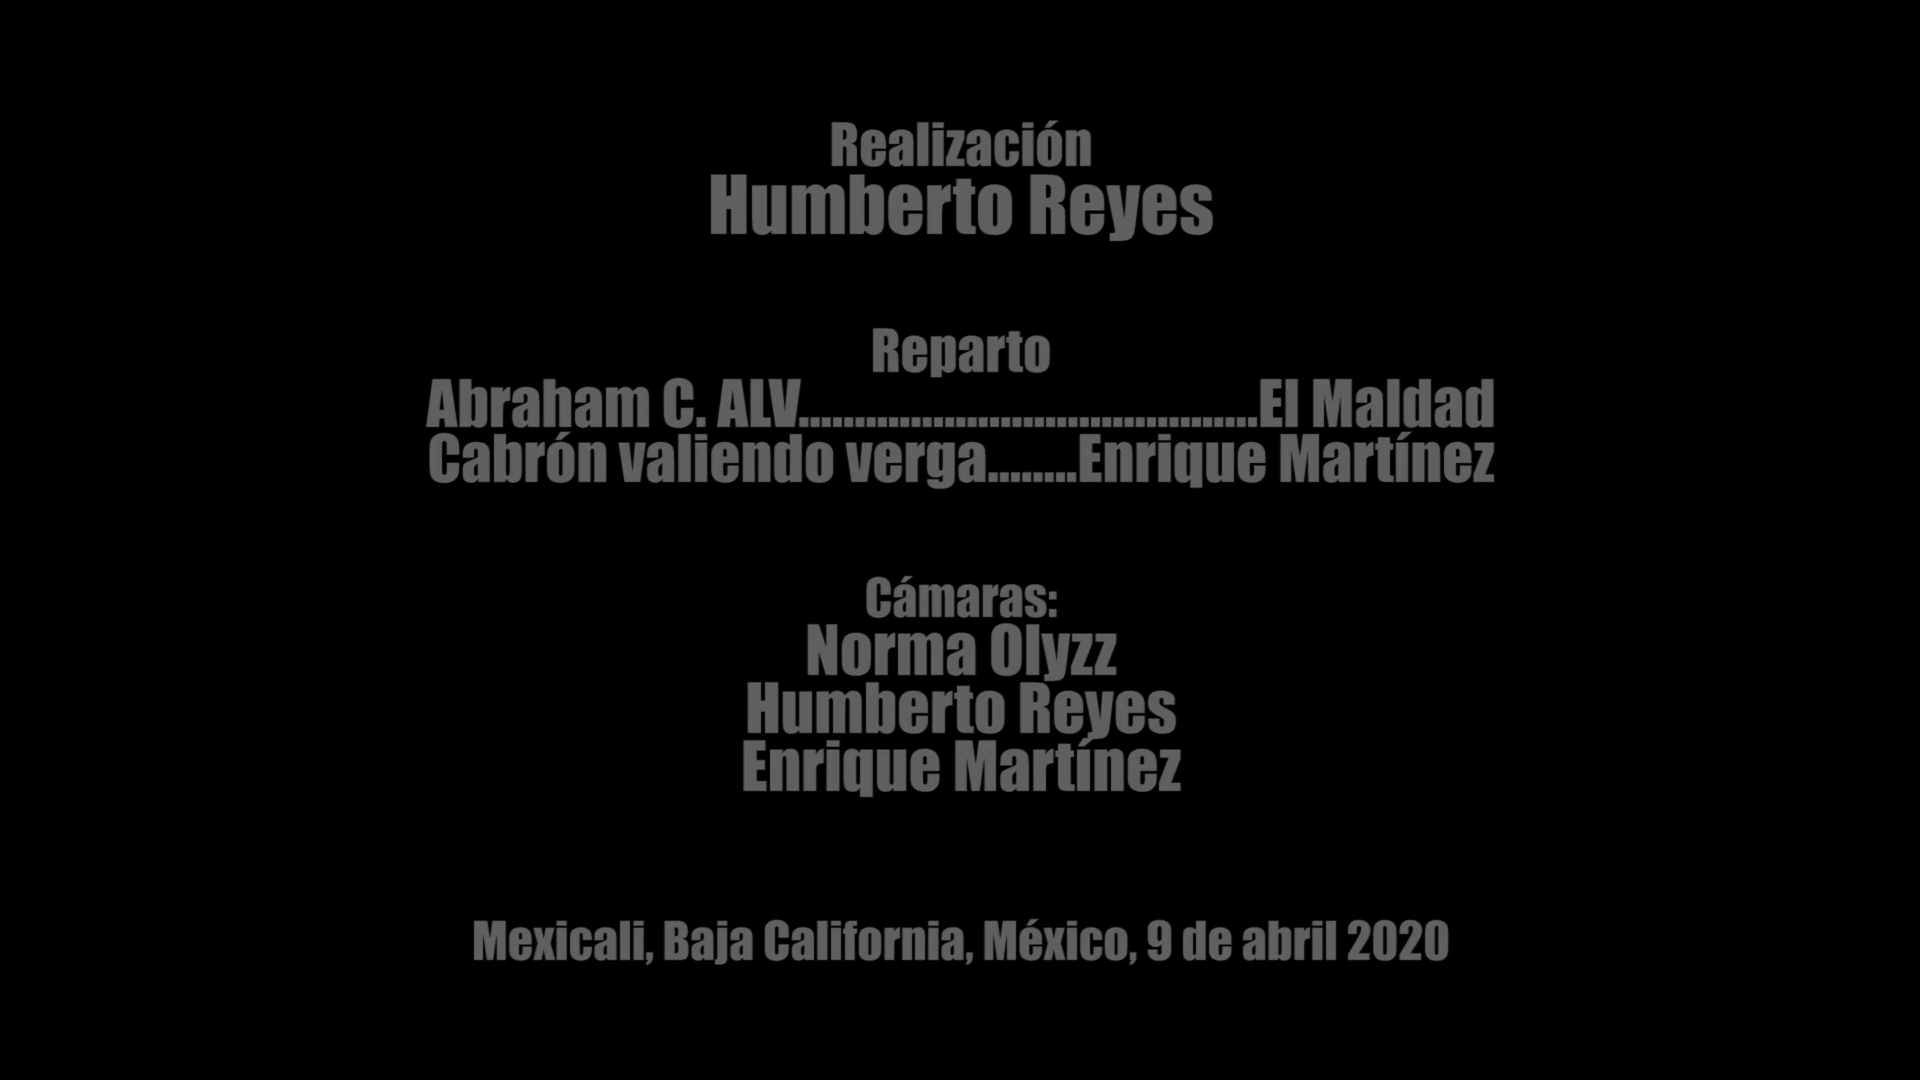 Realización
Humberto Reyes
Reparto
Abraham C. ALV.........................................El Maldad
Cabrón valiendo verga........Enrique Martínez
Cámaras:
Norma Olyzz
Humberto Reyes
Enrique Martínez
Mexicali, Baja California, México, 9 de abril 2020